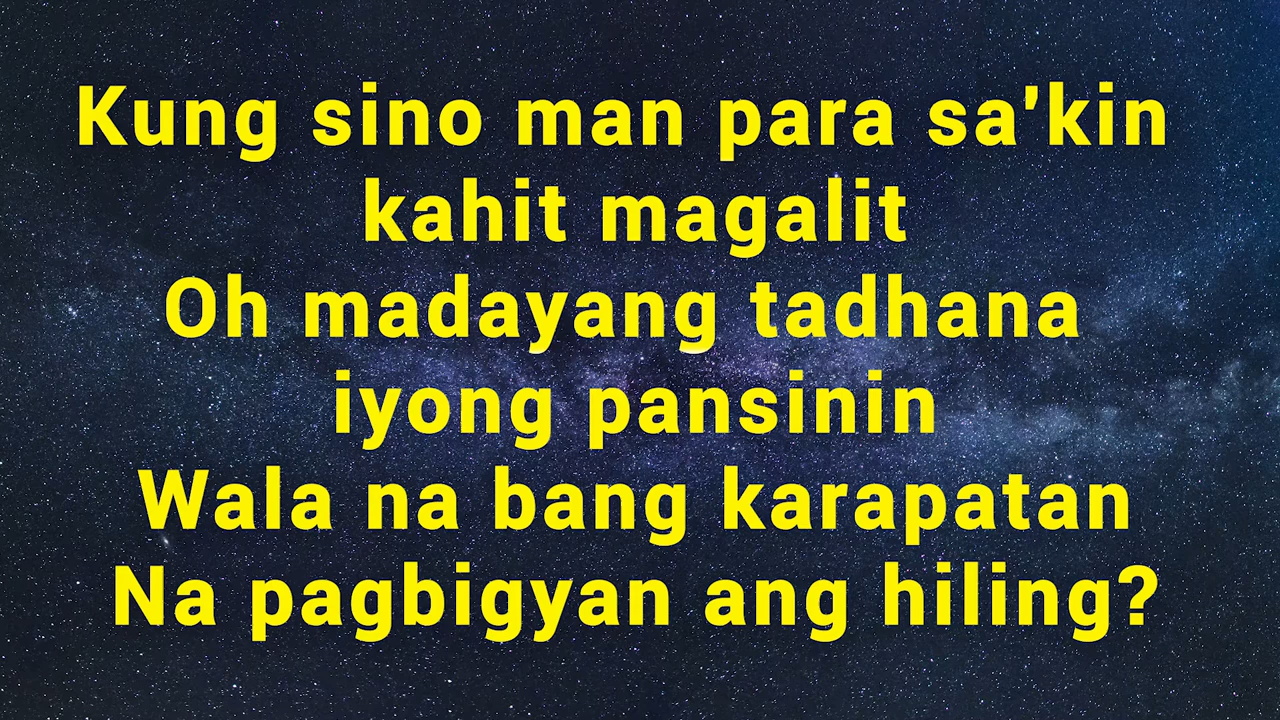 Kung sino man para sa'kin
kahit magalit
Oh madayang tadhana
iyong pansinin
Wala na bang karapatan
Na pagbigyan ang hiling?